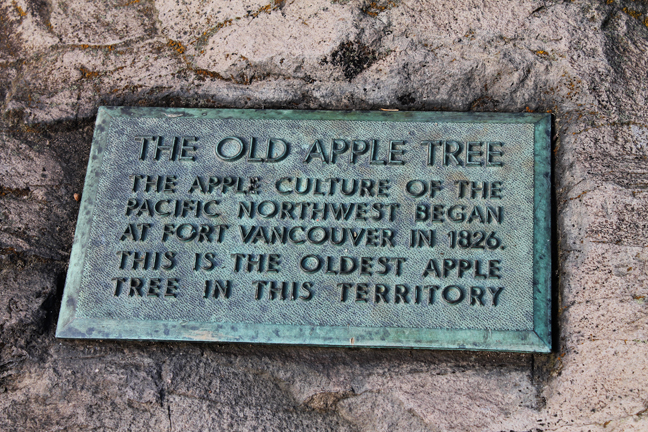 THE OLD APPLE TREE
THE APPLE CULTURE OF THE
PACIFIC NORTHWEST BEGAN
AT FORT VANCOUVER IN 1826.
THIS IS THE OLDEST APPLE
TREE IN THIS TERRITORY